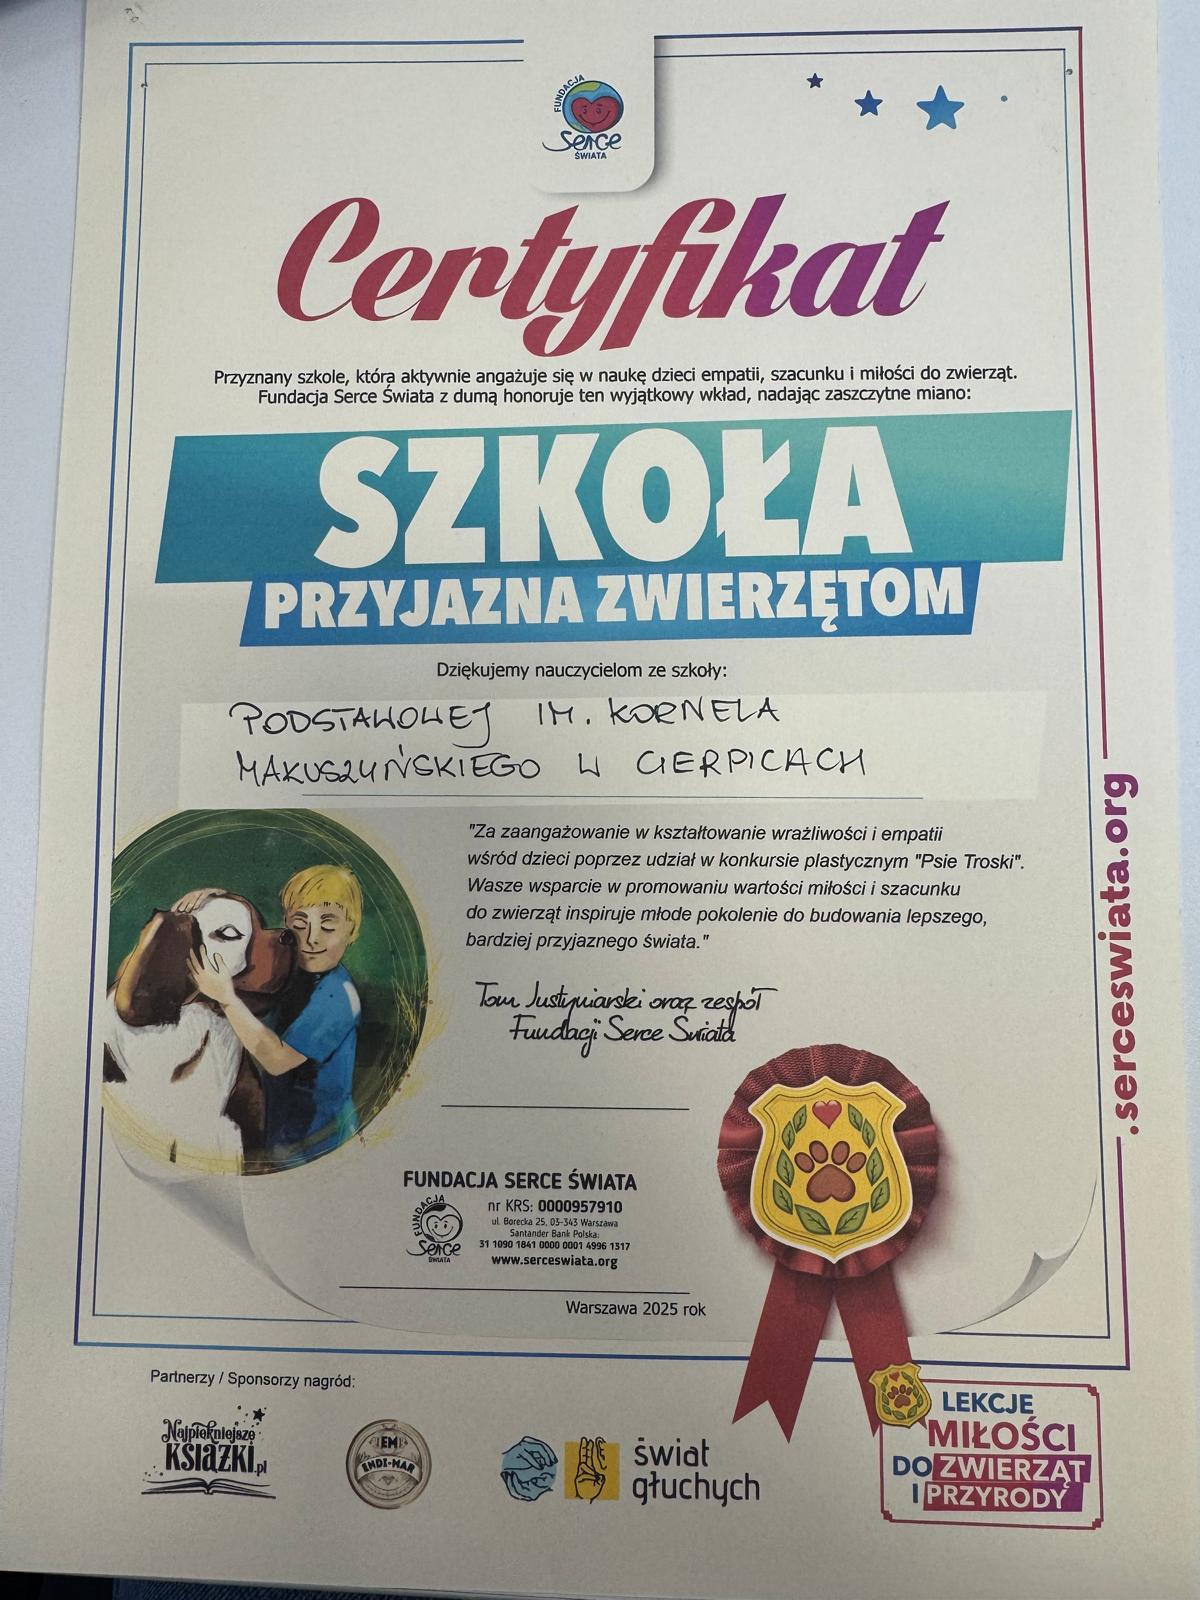 FUNDACJA
Serce
ŚWIATA
Certyfikat
Przyznany szkole, która aktywnie angażuje się w naukę dzieci empatii, szacunku i miłości do zwierząt.
Fundacja Serce Świata z dumą honoruje ten wyjątkowy wkład, nadając zaszczytne miano:
SZKOŁA
PRZYJAZNA ZWIERZĘTOM
Dziękujemy nauczycielom ze szkoły:
PODSTAWOWEJ IM. KORNELA
MAKUSZYŃSKIEGO W CIERPICACH
"Za zaangażowanie w kształtowanie wrażliwości i empatii
wśród dzieci poprzez udział w konkursie plastycznym "Psie Troski".
Wasze wsparcie w promowaniu wartości miłości i szacunku
do zwierząt inspiruje młode pokolenie do budowania lepszego,
bardziej przyjaznego świata."
Tom Justyniarski oraz zespół
Fundacji Serce Świata
FUNDACJA SERCE ŚWIATA
FUNDACJA
Serce
ŚWIATA
nr KRS: 0000957910
ul. Borecka 25, 03-343 Warszawa
Santander Bank Polska:
31 1090 1841 0000 0001 4996 1317
www.serceswiata.org
Warszawa 2025 rok
.serceswiata.org
Partnerzy / Sponsorzy nagród:
Najpiękniejsze
KSIĄŻKI.pl
EM
ENDI-MAR
świat
głuchych
LEKCJE
MIŁOŚCI
DO ZWIERZĄT
I PRZYRODY